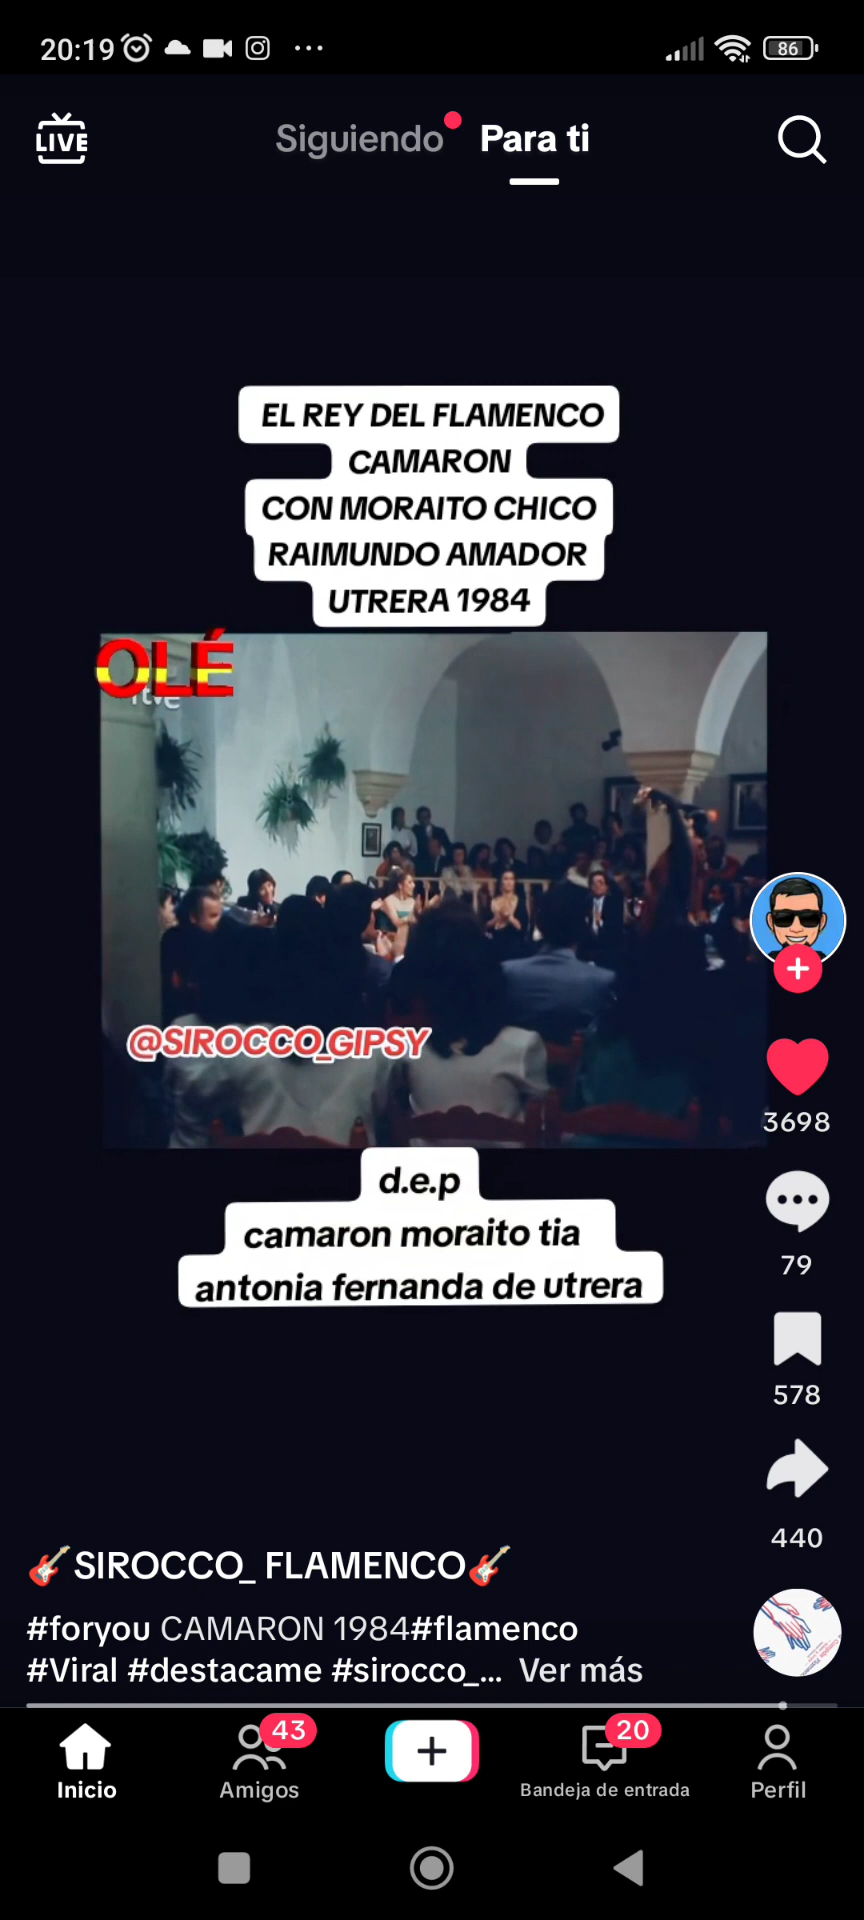 20:19
86
LIVE
Siguiendo
Para ti
EL REY DEL FLAMENCO
CAMARON
CON MORAITO CHICO
RAIMUNDO AMADOR
UTRERA 1984
OLÉ
rtve
@SIROCCO_GIPSY
3698
79
578
440
d.e.p
camaron moraito tia
antonia fernanda de utrera
🎸SIROCCO_ FLAMENCO🎸
#foryou CAMARON 1984#flamenco
#Viral #destacame #sirocco_... Ver más
43
20
Inicio
Amigos
Bandeja de entrada
Perfil